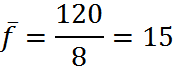 f̄ = 120/8 = 15